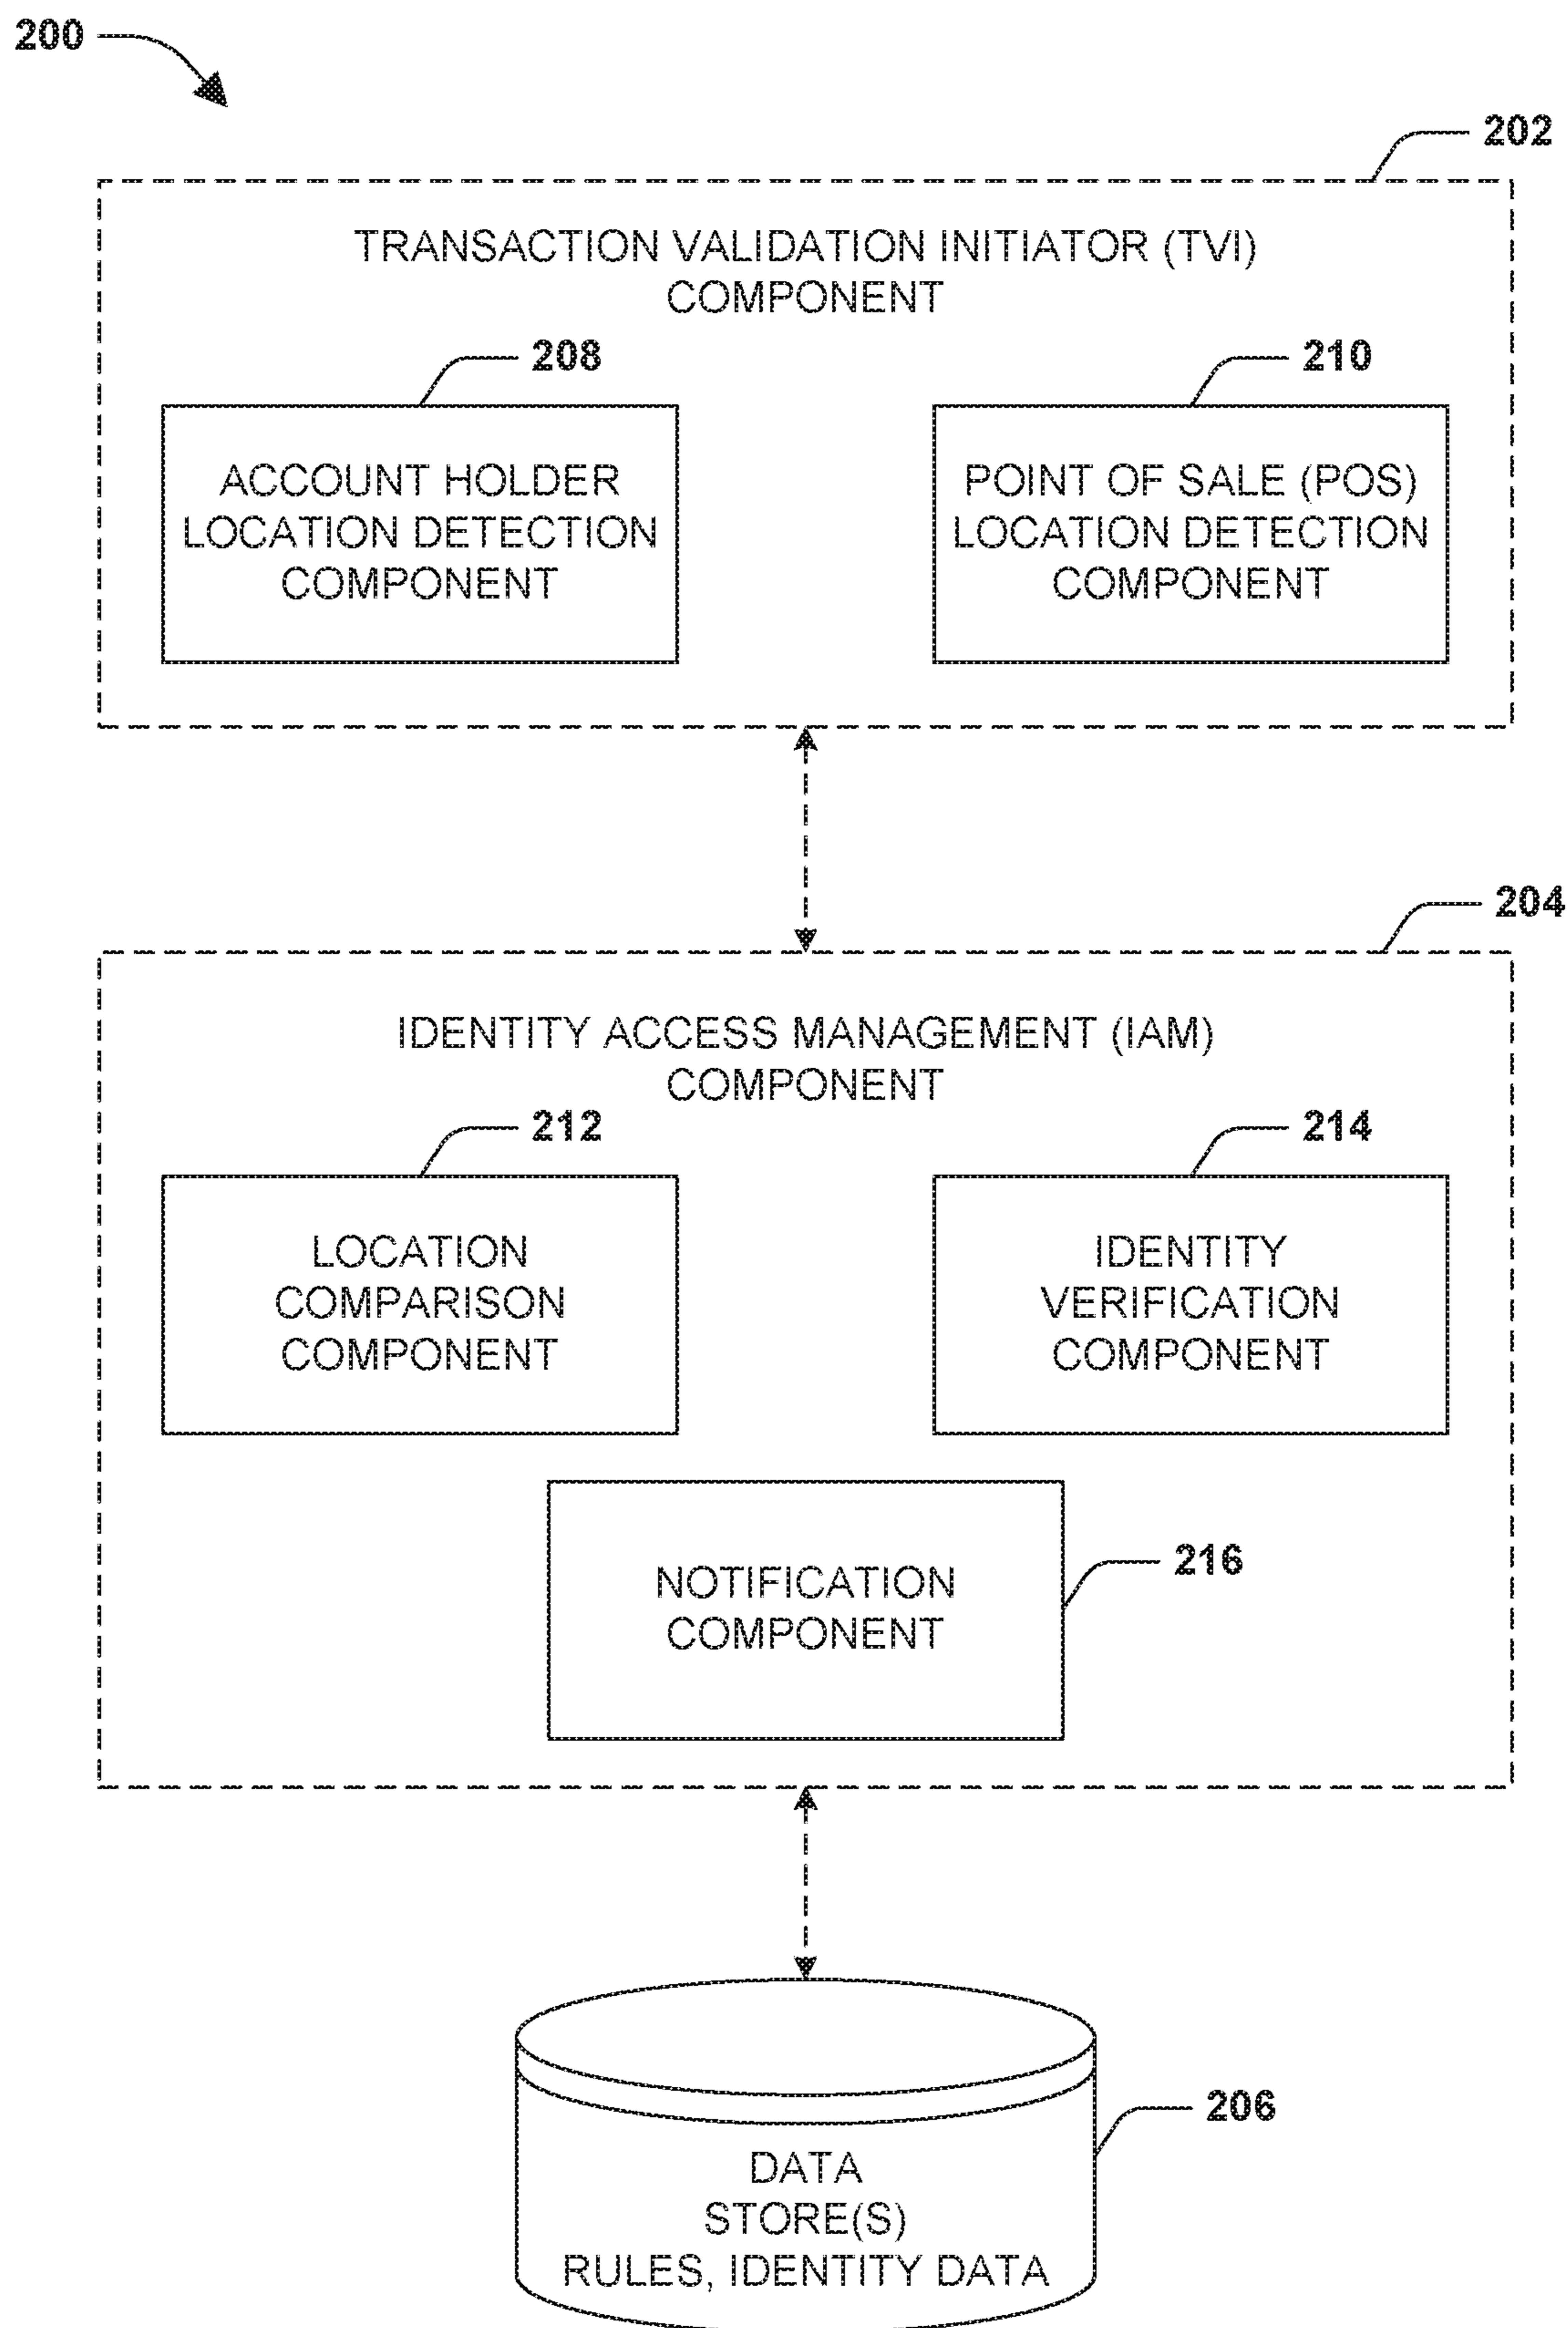 200
202
TRANSACTION VALIDATION INITIATOR (TVI)
COMPONENT
208
210
ACCOUNT HOLDER
LOCATION DETECTION
COMPONENT
POINT OF SALE (POS)
LOCATION DETECTION
COMPONENT
204
IDENTITY ACCESS MANAGEMENT (IAM)
COMPONENT
212
214
LOCATION
COMPARISON
COMPONENT
IDENTITY
VERIFICATION
COMPONENT
NOTIFICATION
COMPONENT
216
206
DATA
STORE(S)
RULES, IDENTITY DATA